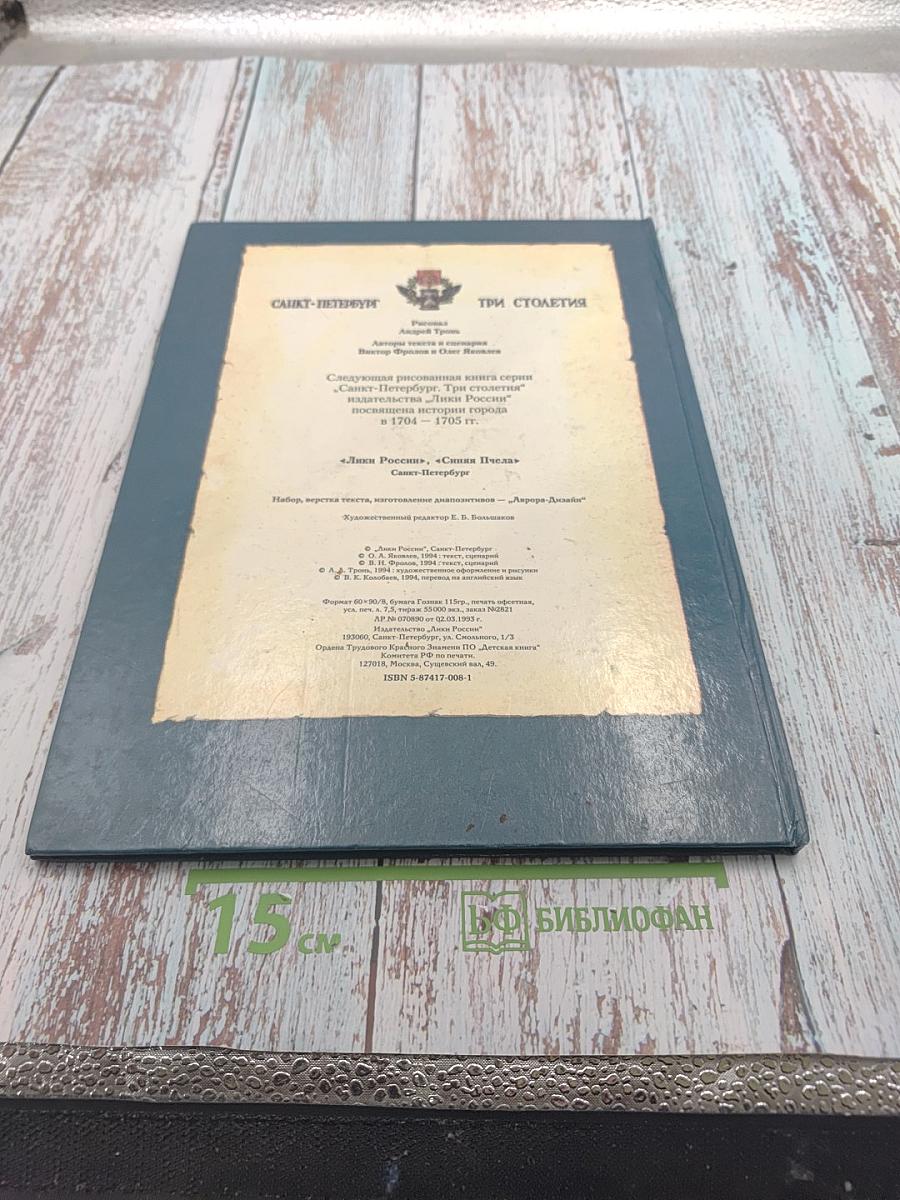 САНКТ-ПЕТЕРБУРГ ТРИ СТОЛЕТИЯ
Рисовал
Андрей Тронь
Авторы текста и сценария
Виктор Фролов и Олег Яковлев
Следующая рисованная книга серии
„Санкт-Петербург. Три столетия“
издательства „Лики России“
посвящена истории города
в 1704 — 1705 гг.
«Лики России», «Синяя Пчела»
Санкт-Петербург
Набор, верстка текста, изготовление диапозитивов — „Аврора-Дизайн“
Художественный редактор Е. Б. Большаков
© „Лики России“, Санкт-Петербург
© О. А. Яковлев, 1994 : текст, сценарий
© В. Н. Фролов, 1994 : текст, сценарий
© А. А. Тронь, 1994 : художественное оформление и рисунки
© В. К. Колобаев, 1994, перевод на английский язык
Формат 60×90/8, бумага Гознак 115гр., печать офсетная,
усл. печ. л. 7,5, тираж 55000 экз., заказ №2821
ЛР № 070890 от 02.03.1993 г.
Издательство „Лики России“
193060, Санкт-Петербург, ул. Смольного, 1/3
Ордена Трудового Красного Знамени ПО „Детская книга“
Комитета РФ по печати.
127018, Москва, Сущевский вал, 49.
ISBN 5-87417-008-1
15 см БФ БИБЛИОФАН